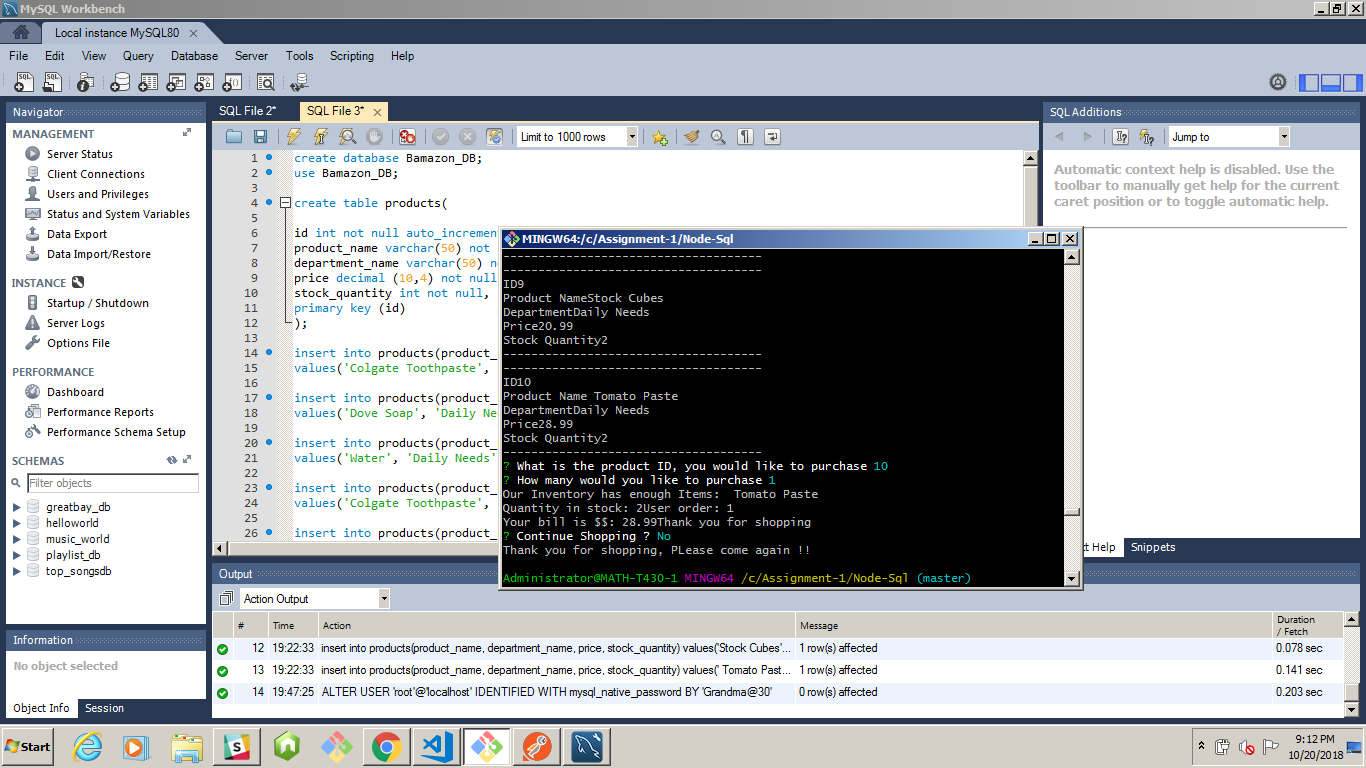 MySQL Workbench
Local instance MySQL80
File Edit View Query Database Server Tools Scripting Help
Navigator
MANAGEMENT
Server Status
Client Connections
Users and Privileges
Status and System Variables
Data Export
Data Import/Restore
INSTANCE
Startup / Shutdown
Server Logs
Options File
PERFORMANCE
Dashboard
Performance Reports
Performance Schema Setup
SCHEMAS
Filter objects
greatbay_db
helloworld
music_world
playlist_db
top_songsdb
Information
No object selected
Object Info Session
SQL File 2* SQL File 3*
Limit to 1000 rows
1 create database Bamazon_DB;
2 use Bamazon_DB;
3
4 create table products(
5
6 id int not null auto_increment
7 product_name varchar(50) not
8 department_name varchar(50) n
9 price decimal (10,4) not null
10 stock_quantity int not null,
11 primary key (id)
12 );
13
14 insert into products(product_
15 values('Colgate Toothpaste',
16
17 insert into products(product_
18 values('Dove Soap', 'Daily Ne
19
20 insert into products(product_
21 values('Water', 'Daily Needs'
22
23 insert into products(product_
24 values('Colgate Toothpaste',
25
26 insert into products(product_
SQL Additions
Jump to
Automatic context help is disabled. Use the
toolbar to manually get help for the current
caret position or to toggle automatic help.
t Help Snippets
MINGW64:/c/Assignment-1/Node-Sql
-------------------------------------
-------------------------------------
ID9
Product NameStock Cubes
DepartmentDaily Needs
Price20.99
Stock Quantity2
-------------------------------------
-------------------------------------
ID10
Product Name Tomato Paste
DepartmentDaily Needs
Price28.99
Stock Quantity2
-------------------------------------
? What is the product ID, you would like to purchase 10
? How many would you like to purchase 1
Our Inventory has enough Items:  Tomato Paste
Quantity in stock: 2User order: 1
Your bill is $$: 28.99Thank you for shopping
? Continue Shopping ? No
Thank you for shopping, PLease come again !!
Administrator@MATH-T430-1 MINGW64 /c/Assignment-1/Node-Sql (master)
Output
Action Output
# Time Action Message Duration / Fetch
12 19:22:33 insert into products(product_name, department_name, price, stock_quantity) values('Stock Cubes'... 1 row(s) affected 0.078 sec
13 19:22:33 insert into products(product_name, department_name, price, stock_quantity) values(' Tomato Past... 1 row(s) affected 0.141 sec
14 19:47:25 ALTER USER 'root'@'localhost' IDENTIFIED WITH mysql_native_password BY 'Grandma@30' 0 row(s) affected 0.203 sec
Start
9:12 PM
10/20/2018